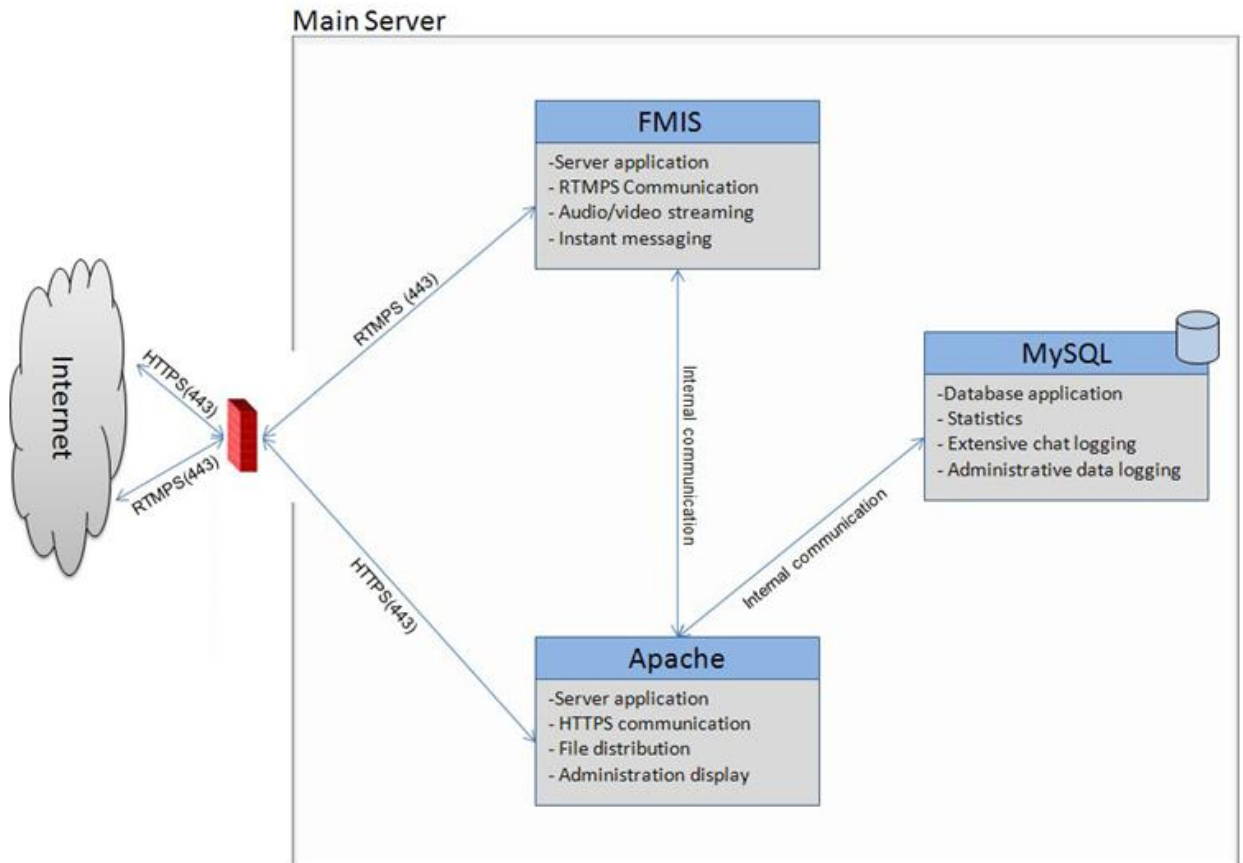 Main Server
FMIS
-Server application
- RTMPS Communication
- Audio/video streaming
- Instant messaging
RTMPS (443)
Internet
HTTPS(443)
RTMPS(443)
Internal communication
MySQL
-Database application
- Statistics
- Extensive chat logging
- Administrative data logging
Internal communication
HTTPS(443)
Apache
-Server application
- HTTPS communication
- File distribution
- Administration display